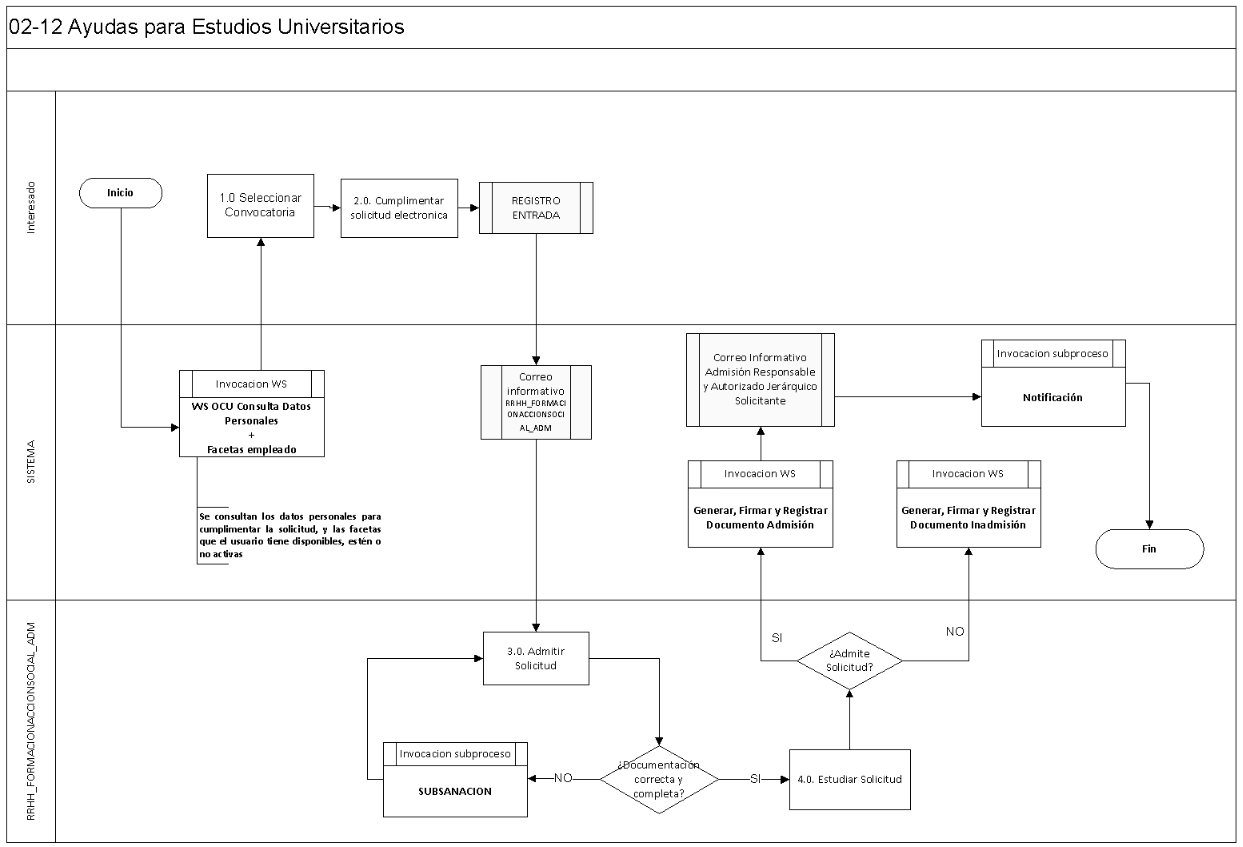 02-12 Ayudas para Estudios Universitarios
Interesado
Inicio
1.0 Seleccionar
Convocatoria
2.0. Cumplimentar
solicitud electronica
REGISTRO
ENTRADA
SISTEMA
Invocacion WS
WS OCU Consulta Datos
Personales
+
Facetas empleado
Se consultan los datos personales para
cumplimentar la solicitud, y las facetas
que el usuario tiene disponibles, estén o
no activas
Correo
informativo
RRHH_FORMACI
ONACCIONSOCI
AL_ADM
Correo Informativo
Admisión Responsable
y Autorizado Jerárquico
Solicitante
Invocacion subproceso
Notificación
Invocacion WS
Generar, Firmar y Registrar
Documento Admisión
Invocacion WS
Generar, Firmar y Registrar
Documento Inadmisión
Fin
RRHH_FORMACIONACCIONSOCIAL_ADM
3.0. Admitir
Solicitud
SI
¿Admite
Solicitud?
NO
Invocacion subproceso
SUBSANACION
NO
¿Documentación
correcta y
completa?
SI
4.0. Estudiar Solicitud